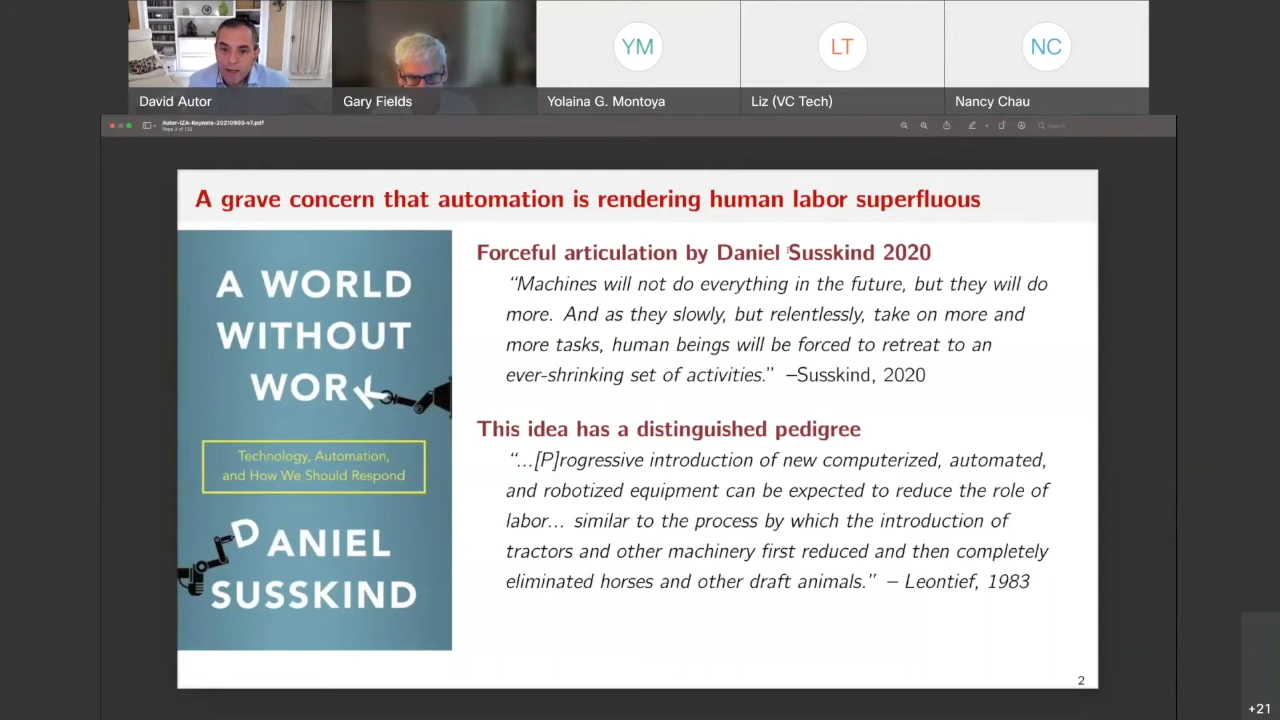 YM
LT
NC
David Autor
Gary Fields
Yolaina G. Montoya
Liz (VC Tech)
Nancy Chau
Autor-IZA-Keynote-20210903-v7.pdf
Search
A grave concern that automation is rendering human labor superfluous
A WORLD
WITHOUT
WORK
Technology, Automation,
and How We Should Respond
DANIEL
SUSSKIND
Forceful articulation by Daniel Susskind 2020
“Machines will not do everything in the future, but they will do
more. And as they slowly, but relentlessly, take on more and
more tasks, human beings will be forced to retreat to an
ever-shrinking set of activities.” –Susskind, 2020
This idea has a distinguished pedigree
“...[P]rogressive introduction of new computerized, automated,
and robotized equipment can be expected to reduce the role of
labor... similar to the process by which the introduction of
tractors and other machinery first reduced and then completely
eliminated horses and other draft animals.” – Leontief, 1983
2
+21